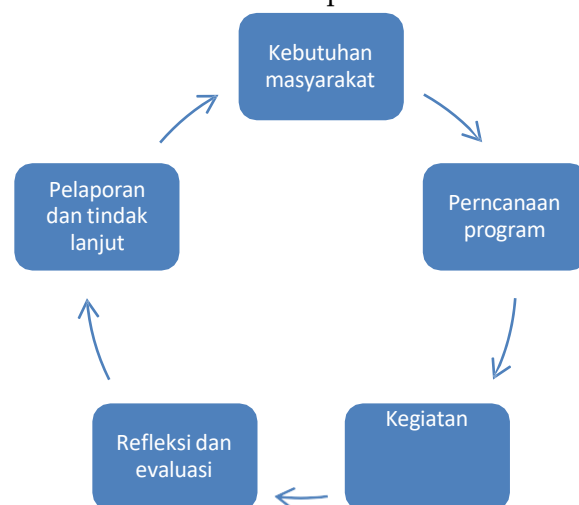 Kebutuhan
masyarakat
Perncanaan
program
Kegiatan
Refleksi dan
evaluasi
Pelaporan
dan tindak
lanjut